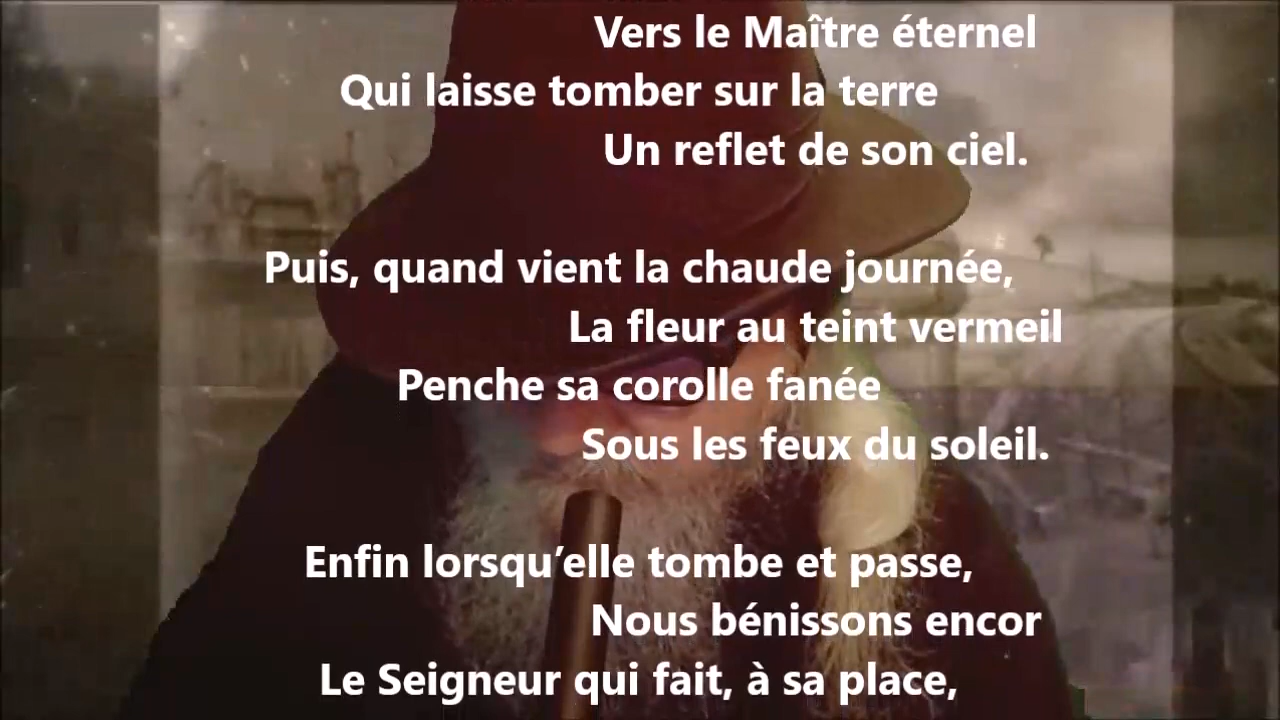 Vers le Maître éternel
Qui laisse tomber sur la terre
Un reflet de son ciel.
Puis, quand vient la chaude journée,
La fleur au teint vermeil
Penche sa corolle fanée
Sous les feux du soleil.
Enfin lorsqu’elle tombe et passe,
Nous bénissons encor
Le Seigneur qui fait, à sa place,